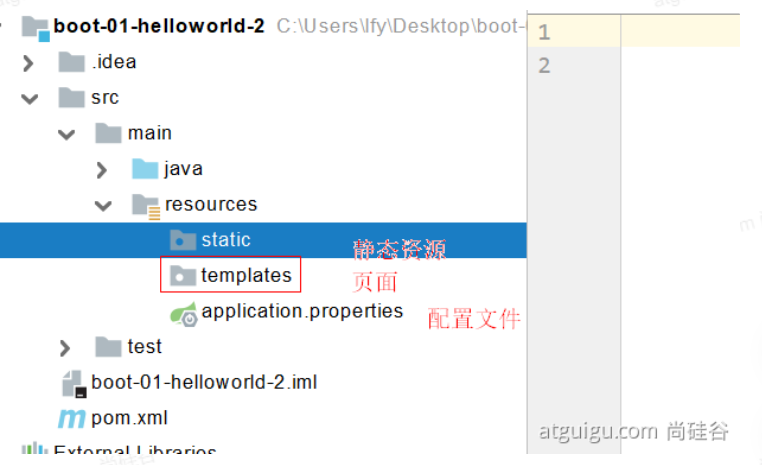 boot-01-helloworld-2 C:\Users\lfy\Desktop\boot-
1
.idea
2
src
main
java
resources
static 静态资源
templates 页面
application.properties 配置文件
test
boot-01-helloworld-2.iml
pom.xml
atguigu.com 尚硅谷
External Libraries